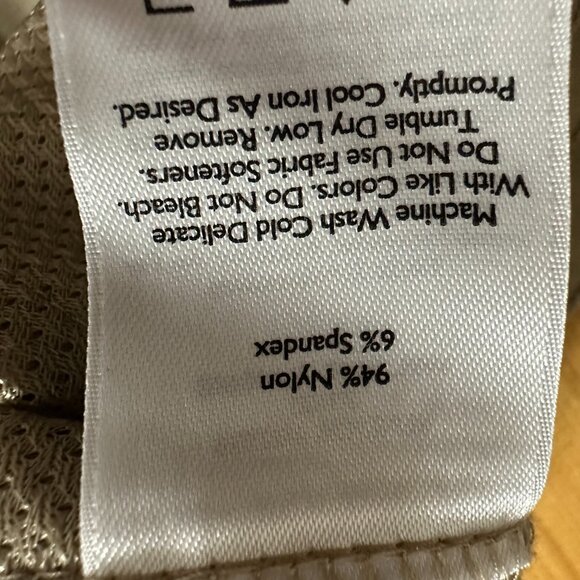 94% Nylon
6% Spandex
Machine Wash Cold Delicate
With Like Colors. Do Not Bleach.
Do Not Use Fabric Softeners.
Tumble Dry Low. Remove
Promptly. Cool Iron As Desired.